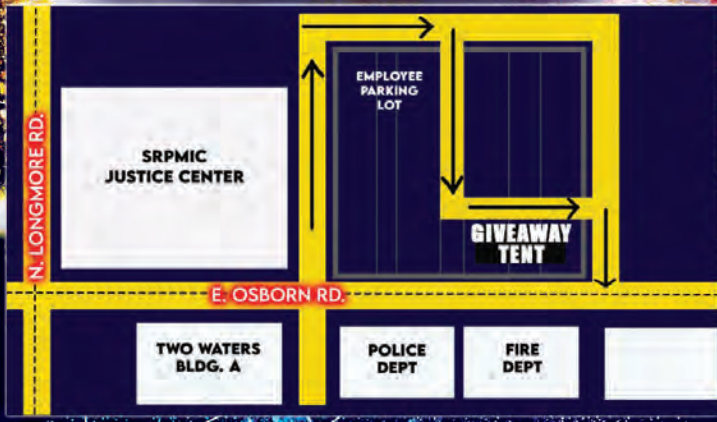 N. LONGMORE RD.
SRPMIC
JUSTICE CENTER
EMPLOYEE
PARKING
LOT
GIVEAWAY
TENT
E. OSBORN RD.
TWO WATERS
BLDG. A
POLICE
DEPT
FIRE
DEPT